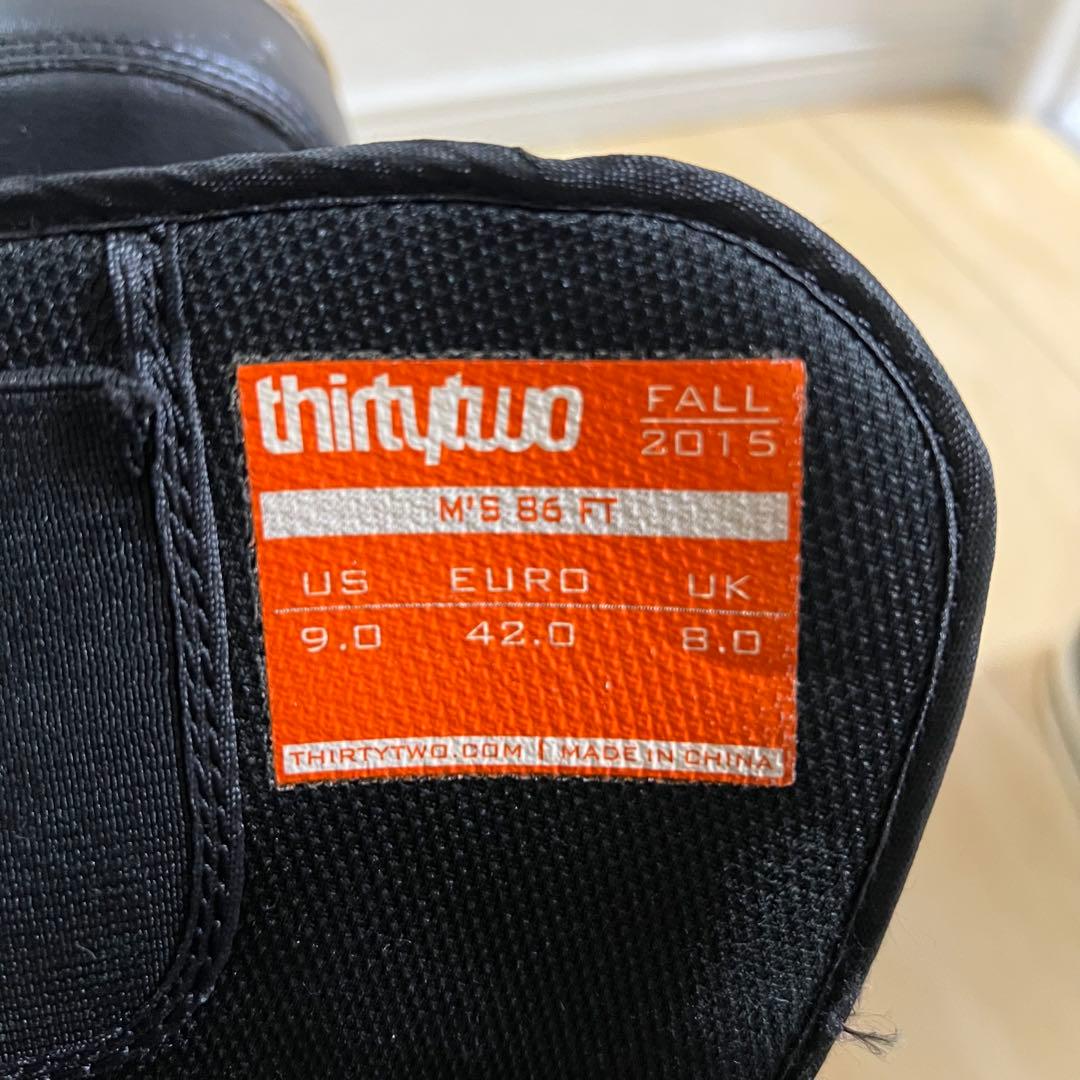 thirtytwo
FALL
2015
M'S 86 FT
US EURO UK
9.0 42.0 8.0
THIRTYTWO.COM | MADE IN CHINA